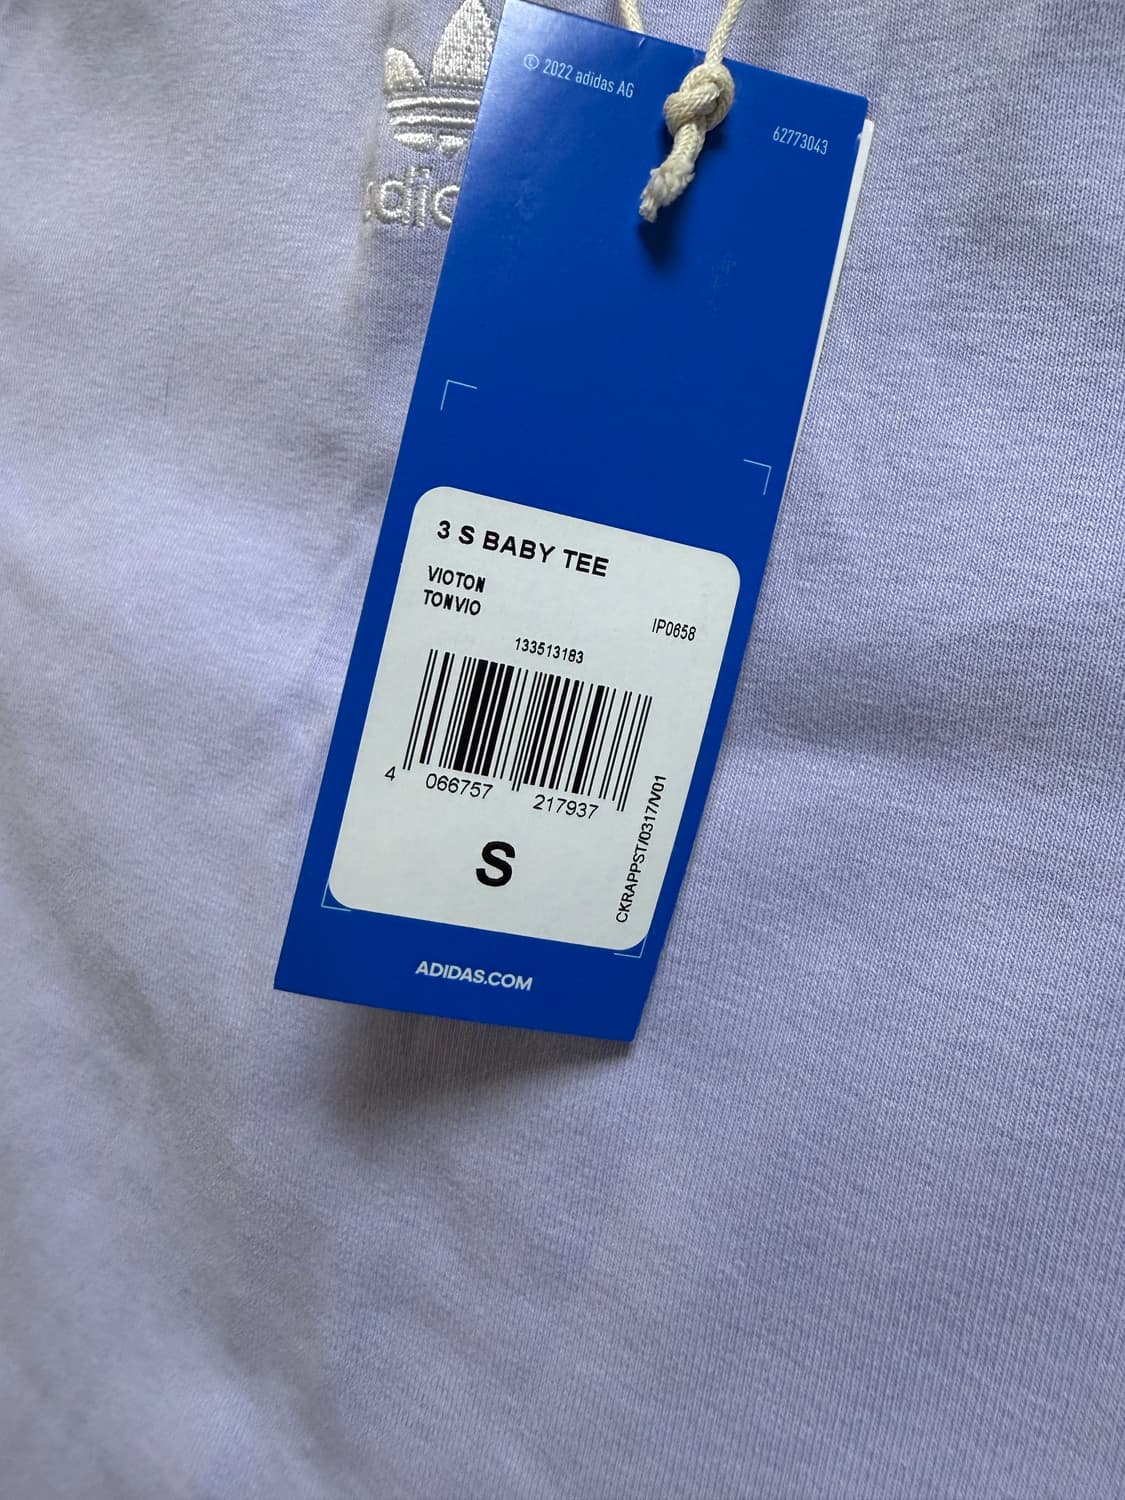 © 2022 adidas AG
62773043
adid
3 S BABY TEE
VIOTON
TONVIO
IP0658
133513183
4 066757 217937
CKRAPPST/0317/V01
S
ADIDAS.COM